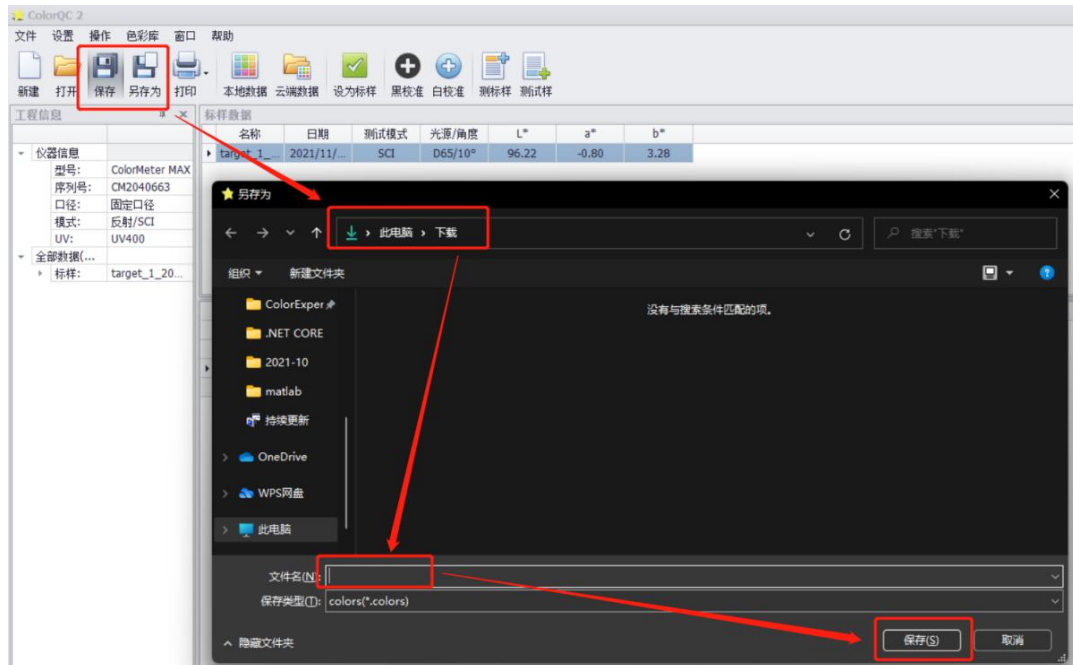 ColorQC 2
文件 设置 操作 色彩库 窗口 帮助
新建 打开 保存 另存为 打印 本地数据 云端数据 设为标样 黑校准 白校准 测标样 测试样
工程信息
标样数据
名称 日期 测试模式 光源/角度 L* a* b*
target_1_... 2021/11/... SCI D65/10° 96.22 -0.80 3.28
仪器信息
型号: ColorMeter MAX
序列号: CM2040663
口径: 固定口径
模式: 反射/SCI
UV: UV400
全部数据(...
标样: target_1_20...
另存为
此电脑 › 下载
搜索"下载"
组织 新建文件夹
没有与搜索条件匹配的项。
ColorExper
.NET CORE
2021-10
matlab
持续更新
OneDrive
WPS网盘
此电脑
文件名(N):
保存类型(T): colors(*.colors)
隐藏文件夹
保存(S) 取消